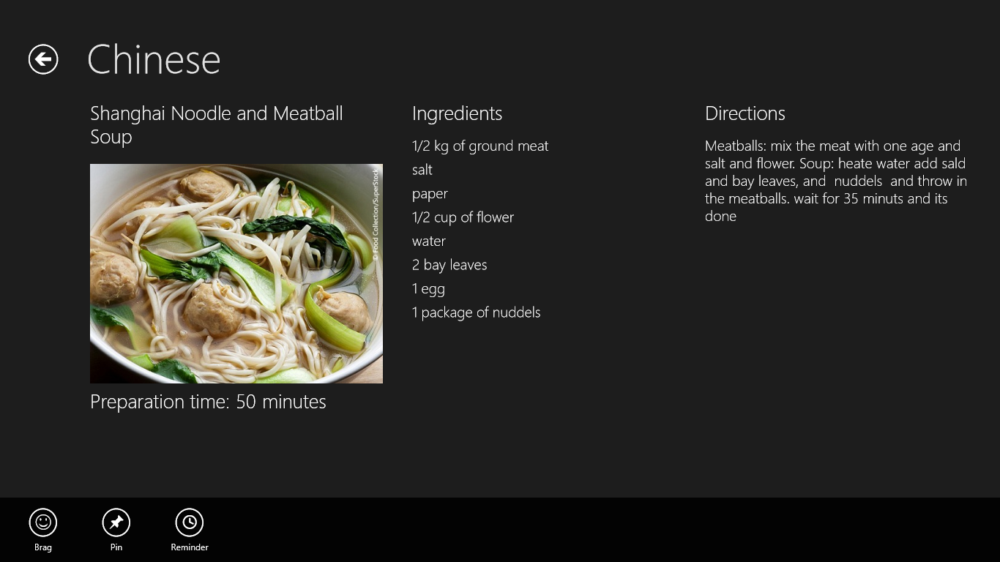 Chinese
Shanghai Noodle and Meatball
Soup
© Food Collection/SuperStock
Preparation time: 50 minutes
Ingredients
1/2 kg of ground meat
salt
paper
1/2 cup of flower
water
2 bay leaves
1 egg
1 package of nuddels
Directions
Meatballs: mix the meat with one age and
salt and flower. Soup: heate water add sald
and bay leaves, and  nuddels  and throw in
the meatballs. wait for 35 minuts and its
done
Brag
Pin
Reminder